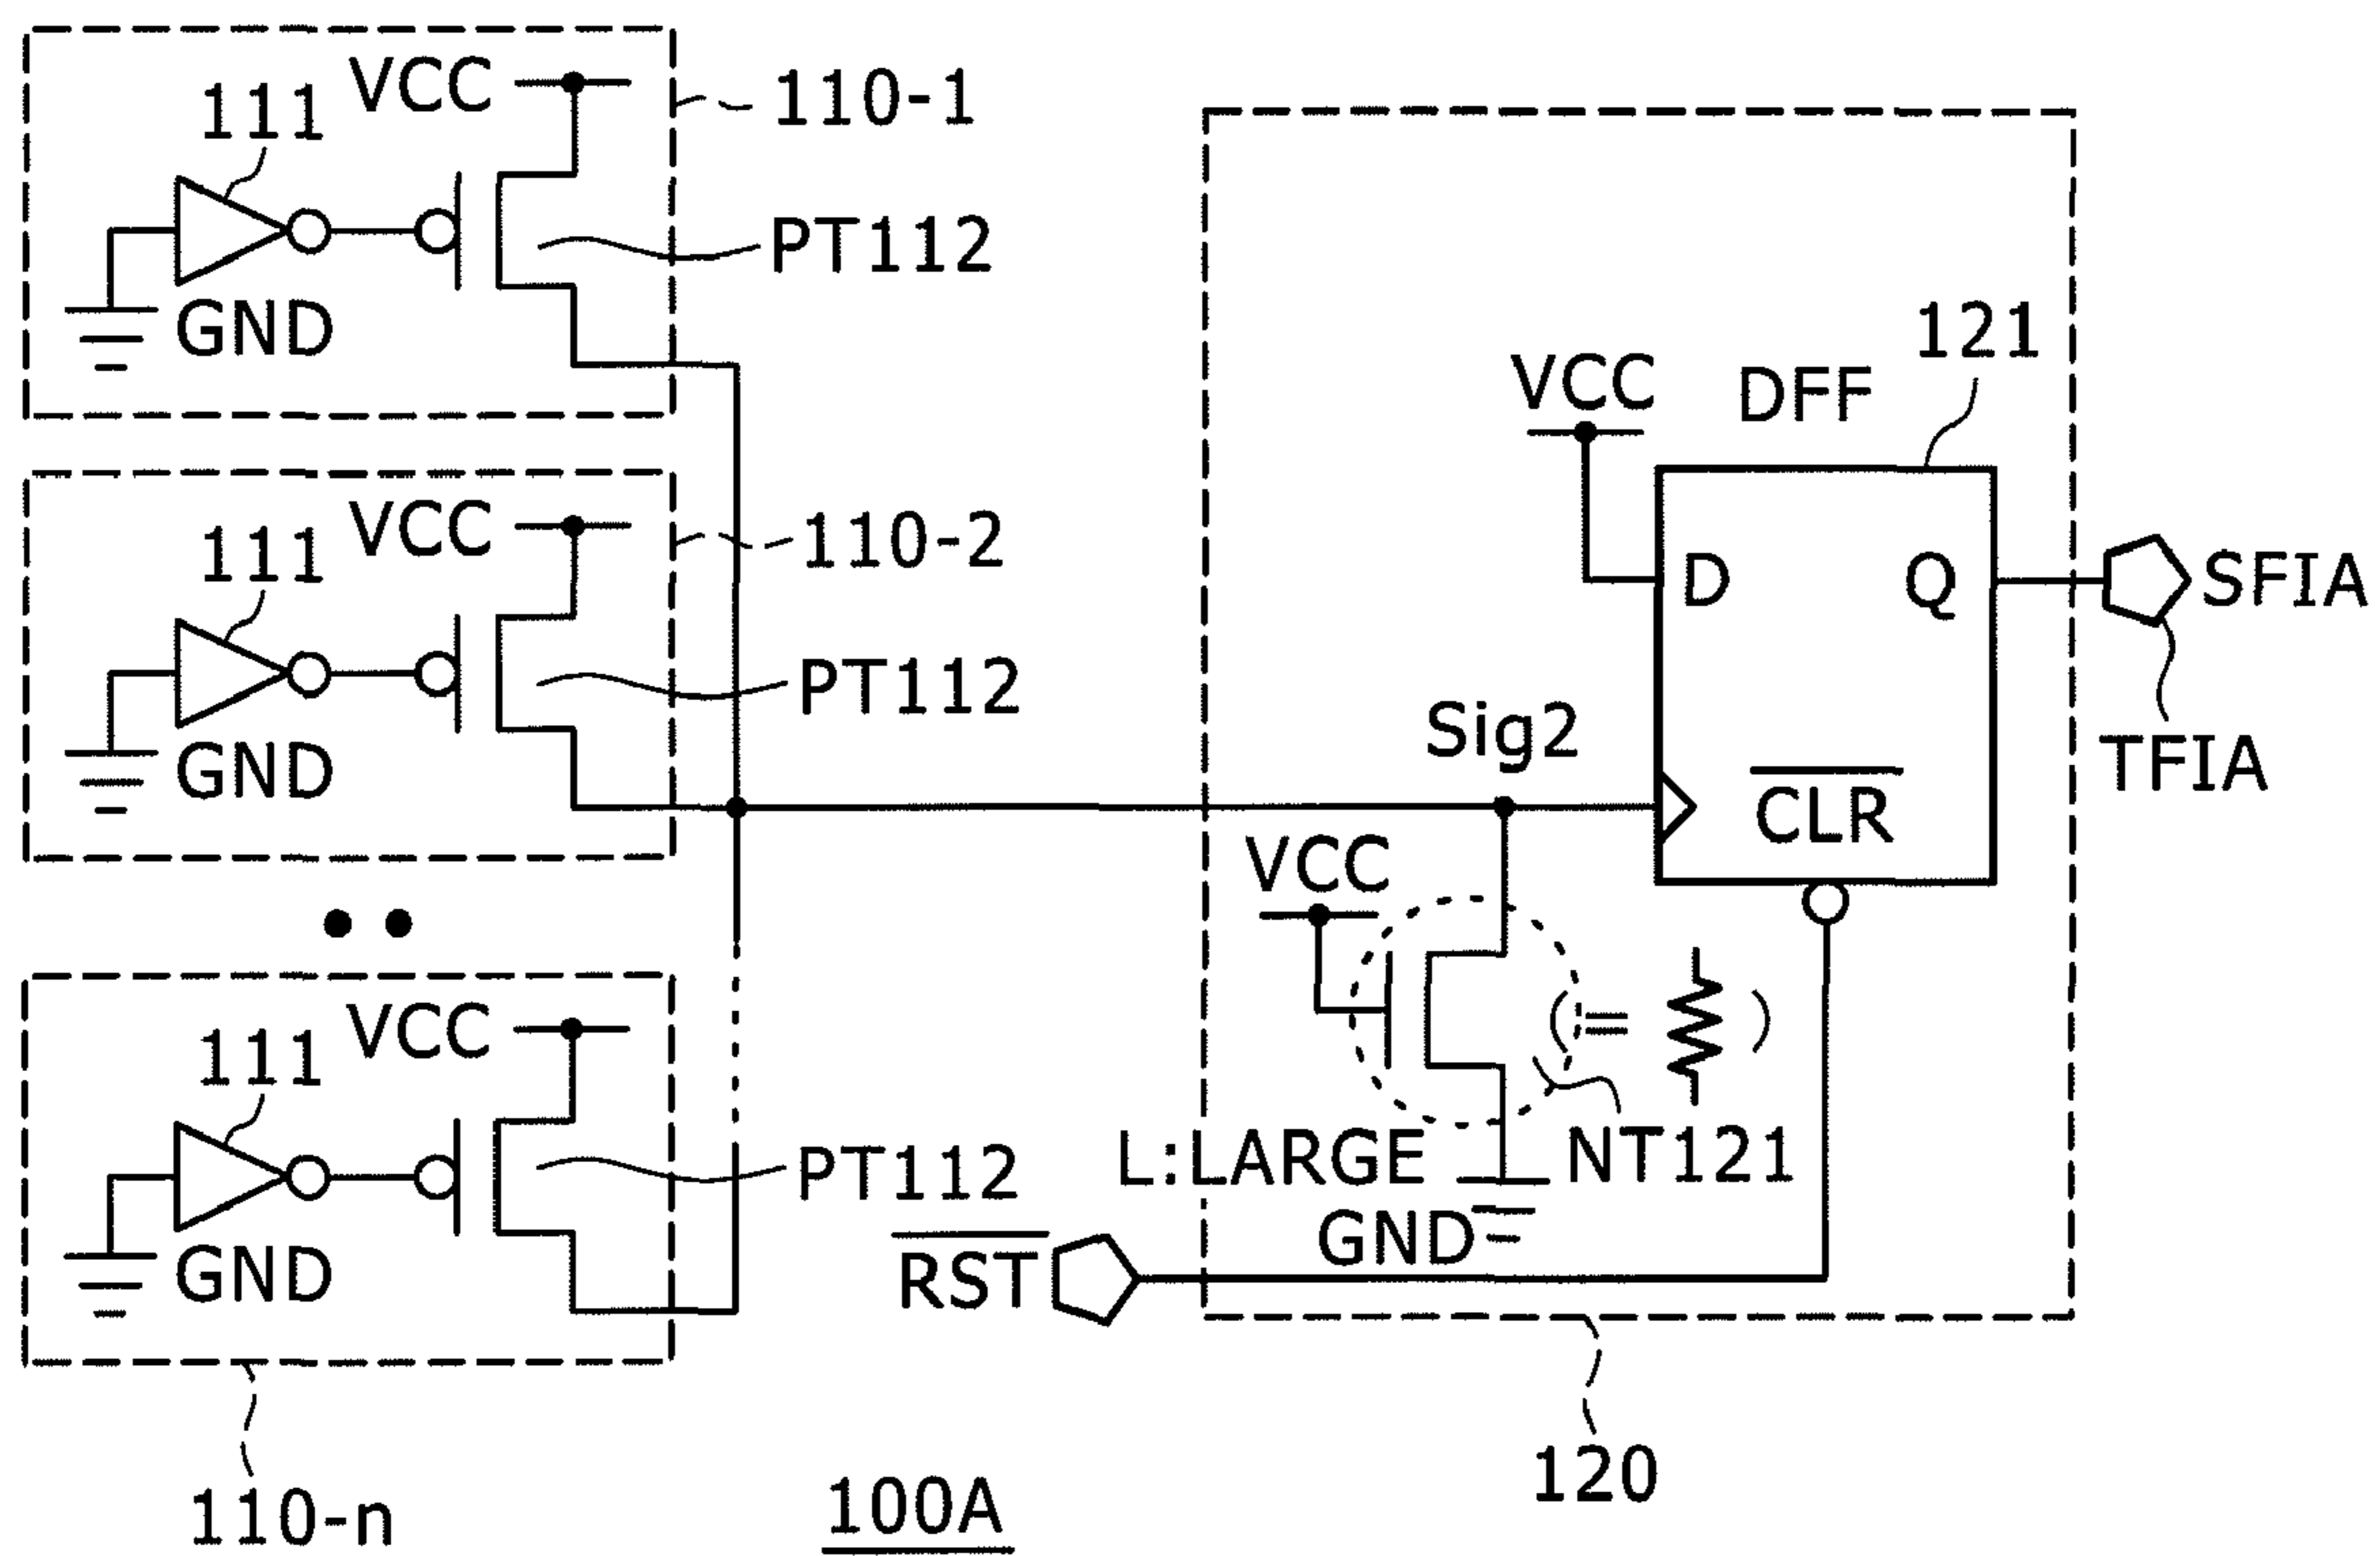 VCC
111
110-1
PT112
GND
VCC
111
110-2
PT112
GND
VCC
111
PT112
GND
110-n
VCC
DFF
121
D
Q
SFIA
TFIA
Sig2
CLR
VCC
( = )
L:LARGE
NT121
GND
RST
120
100A